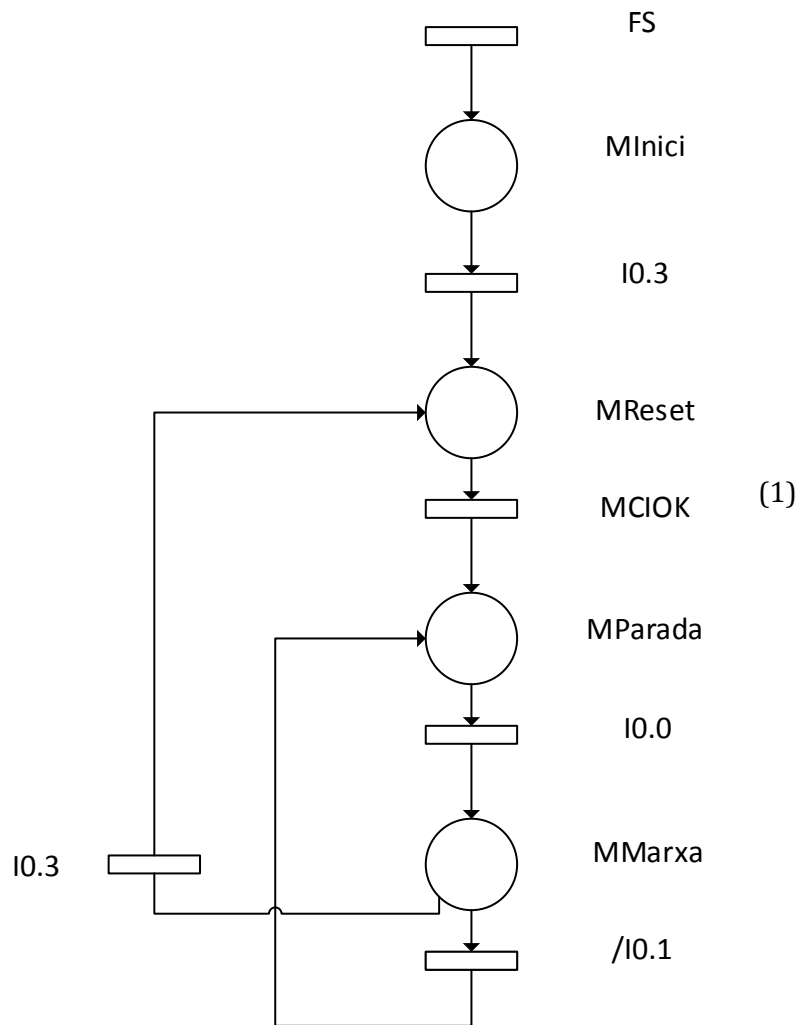 FS
MInici
I0.3
MReset
MCIOK
(1)
MParada
I0.0
MMarxa
I0.3
/I0.1